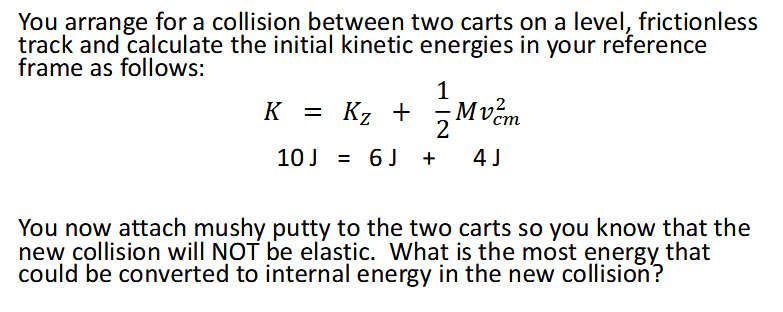 You arrange for a collision between two carts on a level, frictionless
track and calculate the initial kinetic energies in your reference
frame as follows:
K = K_Z + \frac{1}{2} M v_{cm}^2
10 J = 6 J + 4 J
You now attach mushy putty to the two carts so you know that the
new collision will NOT be elastic. What is the most energy that
could be converted to internal energy in the new collision?